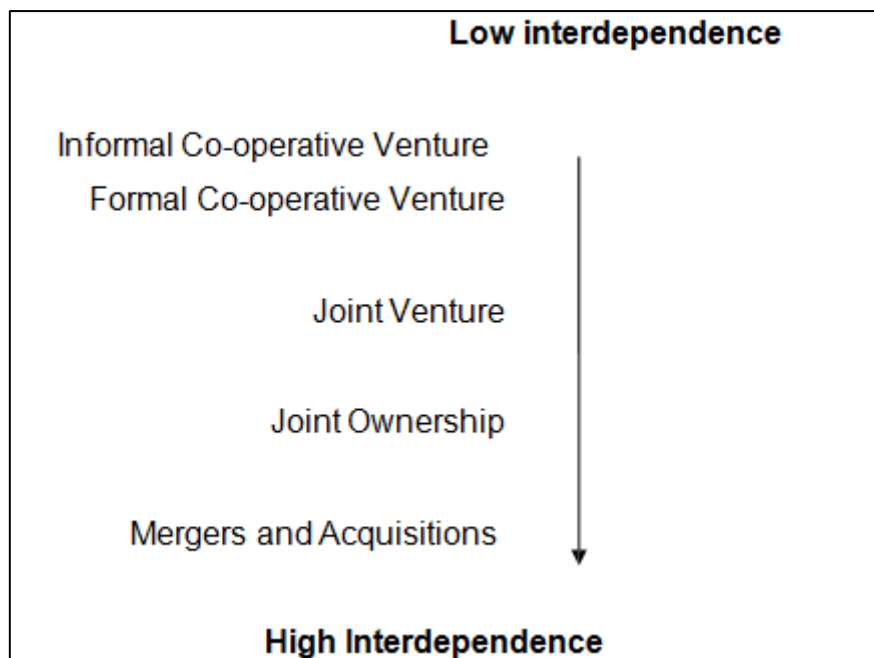 Low interdependence
Informal Co-operative Venture
Formal Co-operative Venture
Joint Venture
Joint Ownership
Mergers and Acquisitions
High Interdependence